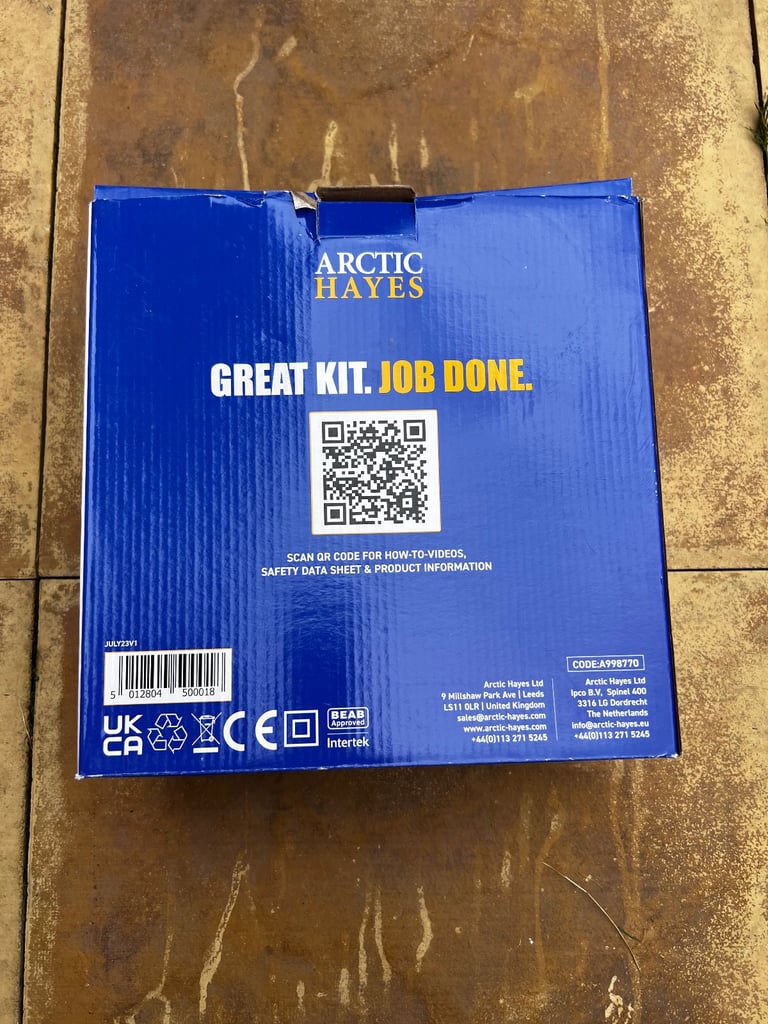 ARCTIC
HAYES
GREAT KIT. JOB DONE.
SCAN QR CODE FOR HOW-TO-VIDEOS,
SAFETY DATA SHEET & PRODUCT INFORMATION
JULY23V1
5 012804 500018
UK
CA
CE
BEAB
Approved
Intertek
Arctic Hayes Ltd
9 Millshaw Park Ave | Leeds
LS11 0LR | United Kingdom
sales@arctic-hayes.com
www.arctic-hayes.com
+44(0)113 271 5245
CODE:A998770
Arctic Hayes Ltd
Ipco B.V, Spinel 400
3316 LG Dordrecht
The Netherlands
info@arctic-hayes.eu
+44(0)113 271 5245